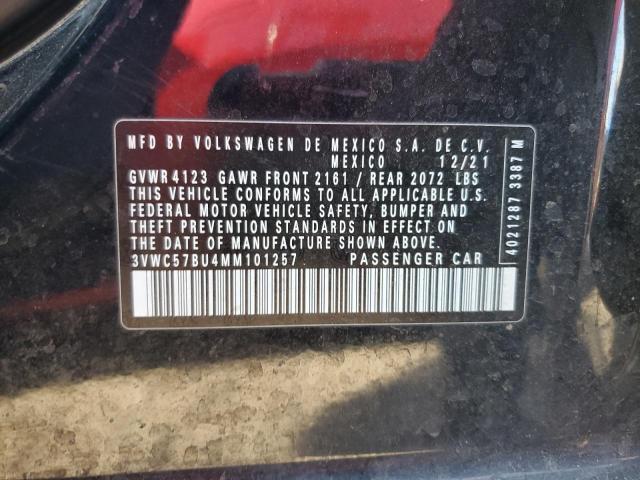 MFD BY VOLKSWAGEN DE MEXICO S.A. DE C.V.
MEXICO 12/21
GVWR 4123 GAWR FRONT 2161 / REAR 2072 LBS
THIS VEHICLE CONFORMS TO ALL APPLICABLE U.S.
FEDERAL MOTOR VEHICLE SAFETY, BUMPER AND
THEFT PREVENTION STANDARDS IN EFFECT ON
THE DATE OF MANUFACTURE SHOWN ABOVE.
3VWC57BU4MM101257 PASSENGER CAR
4021287 3387 M